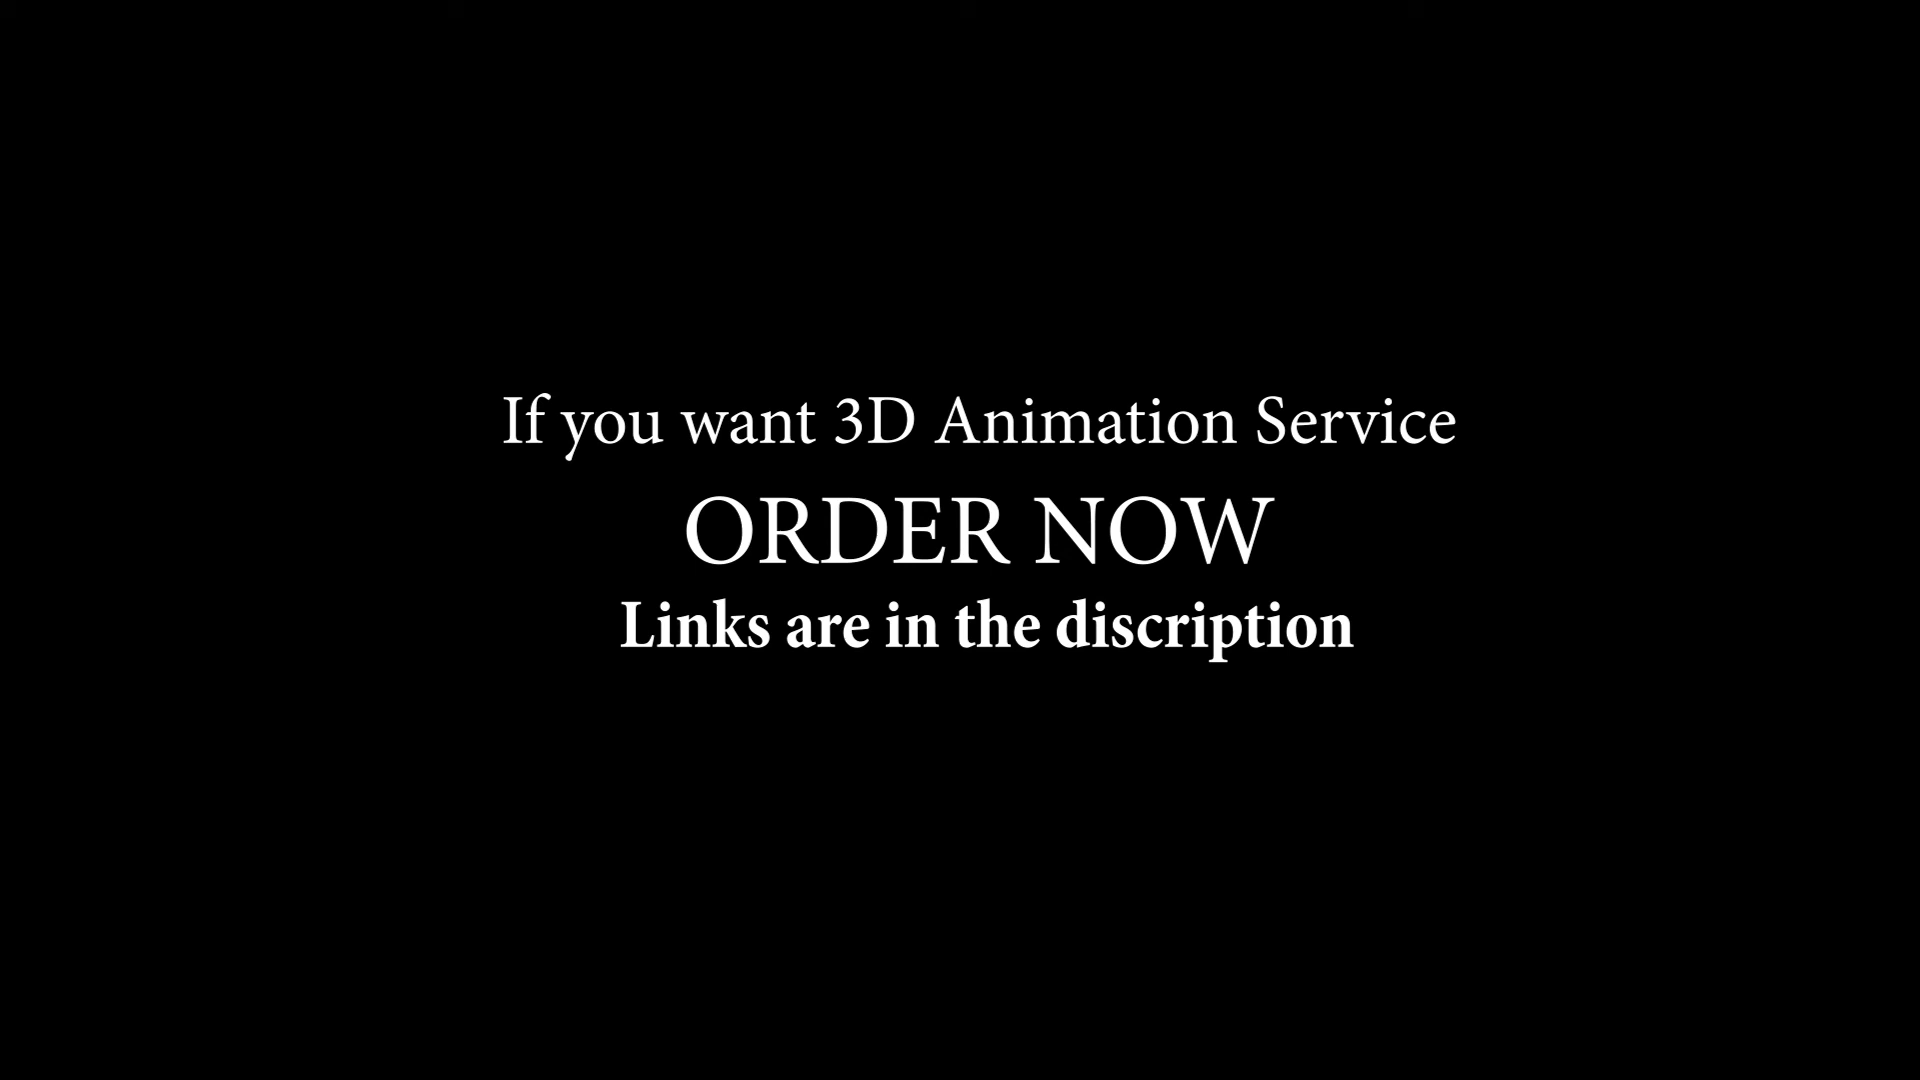 If you want 3D Animation Service
ORDER NOW
Links are in the discription